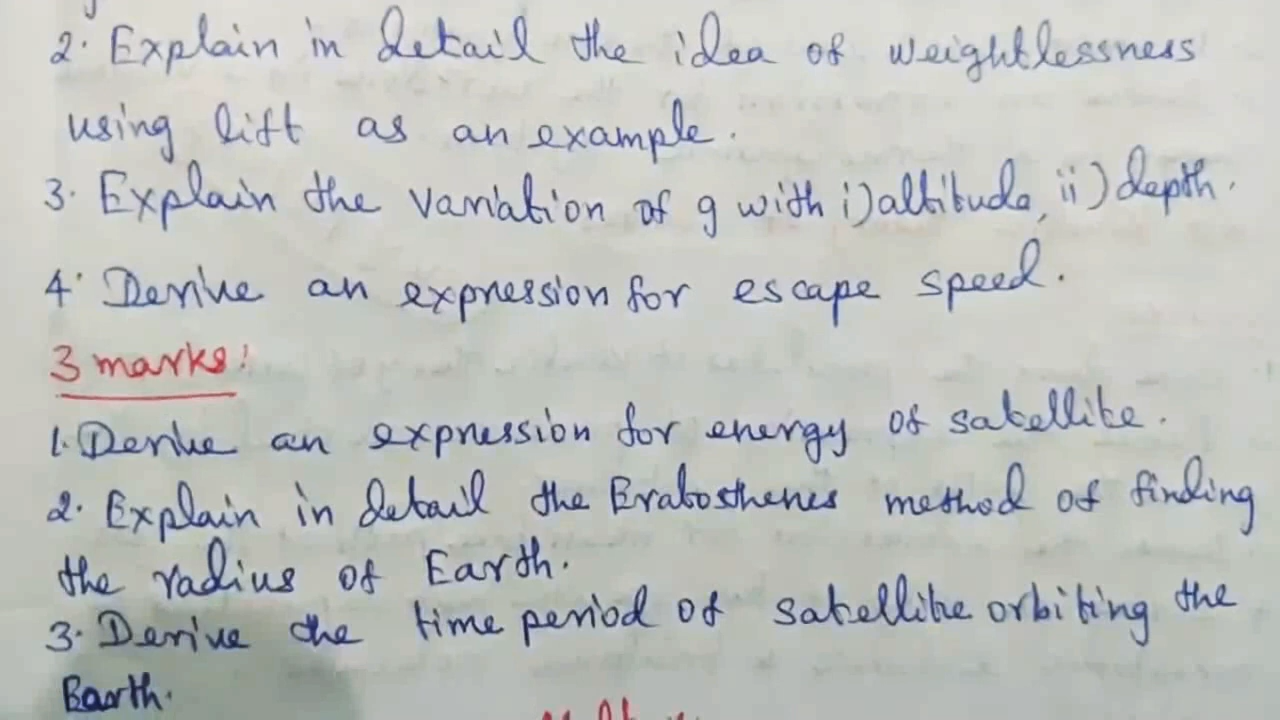 2. Explain in detail the idea of weightlessness
using lift as an example.
3. Explain the variation of g with i) altitude, ii) depth.
4. Derive an expression for escape speed.
3 marks:
1. Derive an expression for energy of satellite.
2. Explain in detail the Eratosthenes method of finding
the radius of Earth.
3. Derive the time period of satellite orbiting the
Earth.